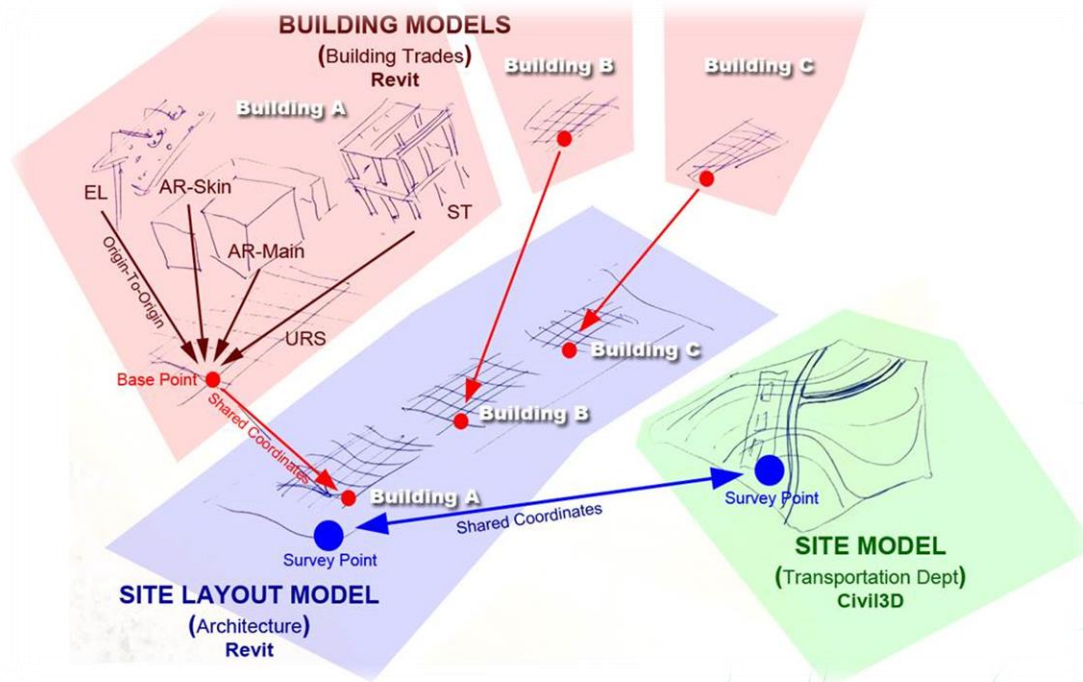 BUILDING MODELS
(Building Trades)
Revit
Building A
Building B
Building C
EL
AR-Skin
ST
AR-Main
Origin-To-Origin
URS
Base Point
Shared Coordinates
Building C
Building B
Building A
Survey Point
Shared Coordinates
Survey Point
SITE LAYOUT MODEL
(Architecture)
Revit
SITE MODEL
(Transportation Dept)
Civil3D